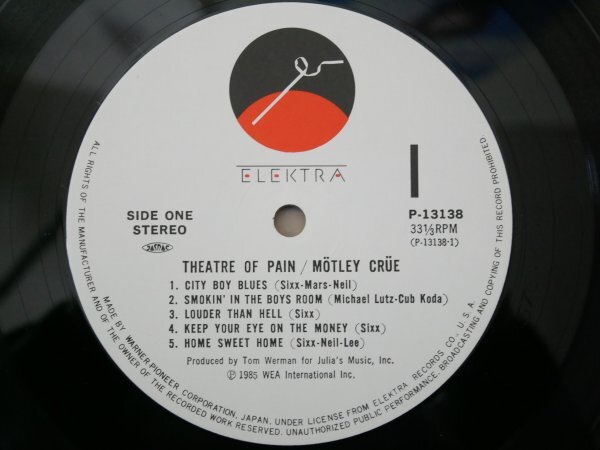 ELEKTRA
SIDE ONE
STEREO
JASRAC
P-13138
33⅓RPM
(P-13138-1)
THEATRE OF PAIN / MÖTLEY CRÜE
1. CITY BOY BLUES (Sixx-Mars-Neil)
2. SMOKIN' IN THE BOYS ROOM (Michael Lutz-Cub Koda)
3. LOUDER THAN HELL (Sixx)
4. KEEP YOUR EYE ON THE MONEY (Sixx)
5. HOME SWEET HOME (Sixx-Neil-Lee)
Produced by Tom Werman for Julia's Music, Inc.
Ⓟ 1985 WEA International Inc.
MADE BY WARNER-PIONEER CORPORATION, JAPAN. UNDER LICENSE FROM ELEKTRA RECORDS CO., U.S.A.
ALL RIGHTS OF THE MANUFACTURER AND OF THE OWNER OF THE RECORDED WORK RESERVED. UNAUTHORIZED PUBLIC PERFORMANCE, BROADCASTING AND COPYING OF THIS RECORD PROHIBITED.